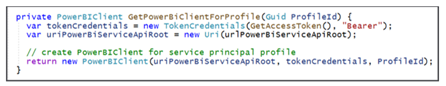 private PowerBIClient GetPowerBiClientForProfile(Guid ProfileId) {
var tokenCredentials = new TokenCredentials(GetAccessToken(), "Bearer");
var uriPowerBiServiceApiRoot = new Uri(urlPowerBiServiceApiRoot);
// create PowerBIClient for service principal profile
return new PowerBIClient(uriPowerBiServiceApiRoot, tokenCredentials, ProfileId);
}